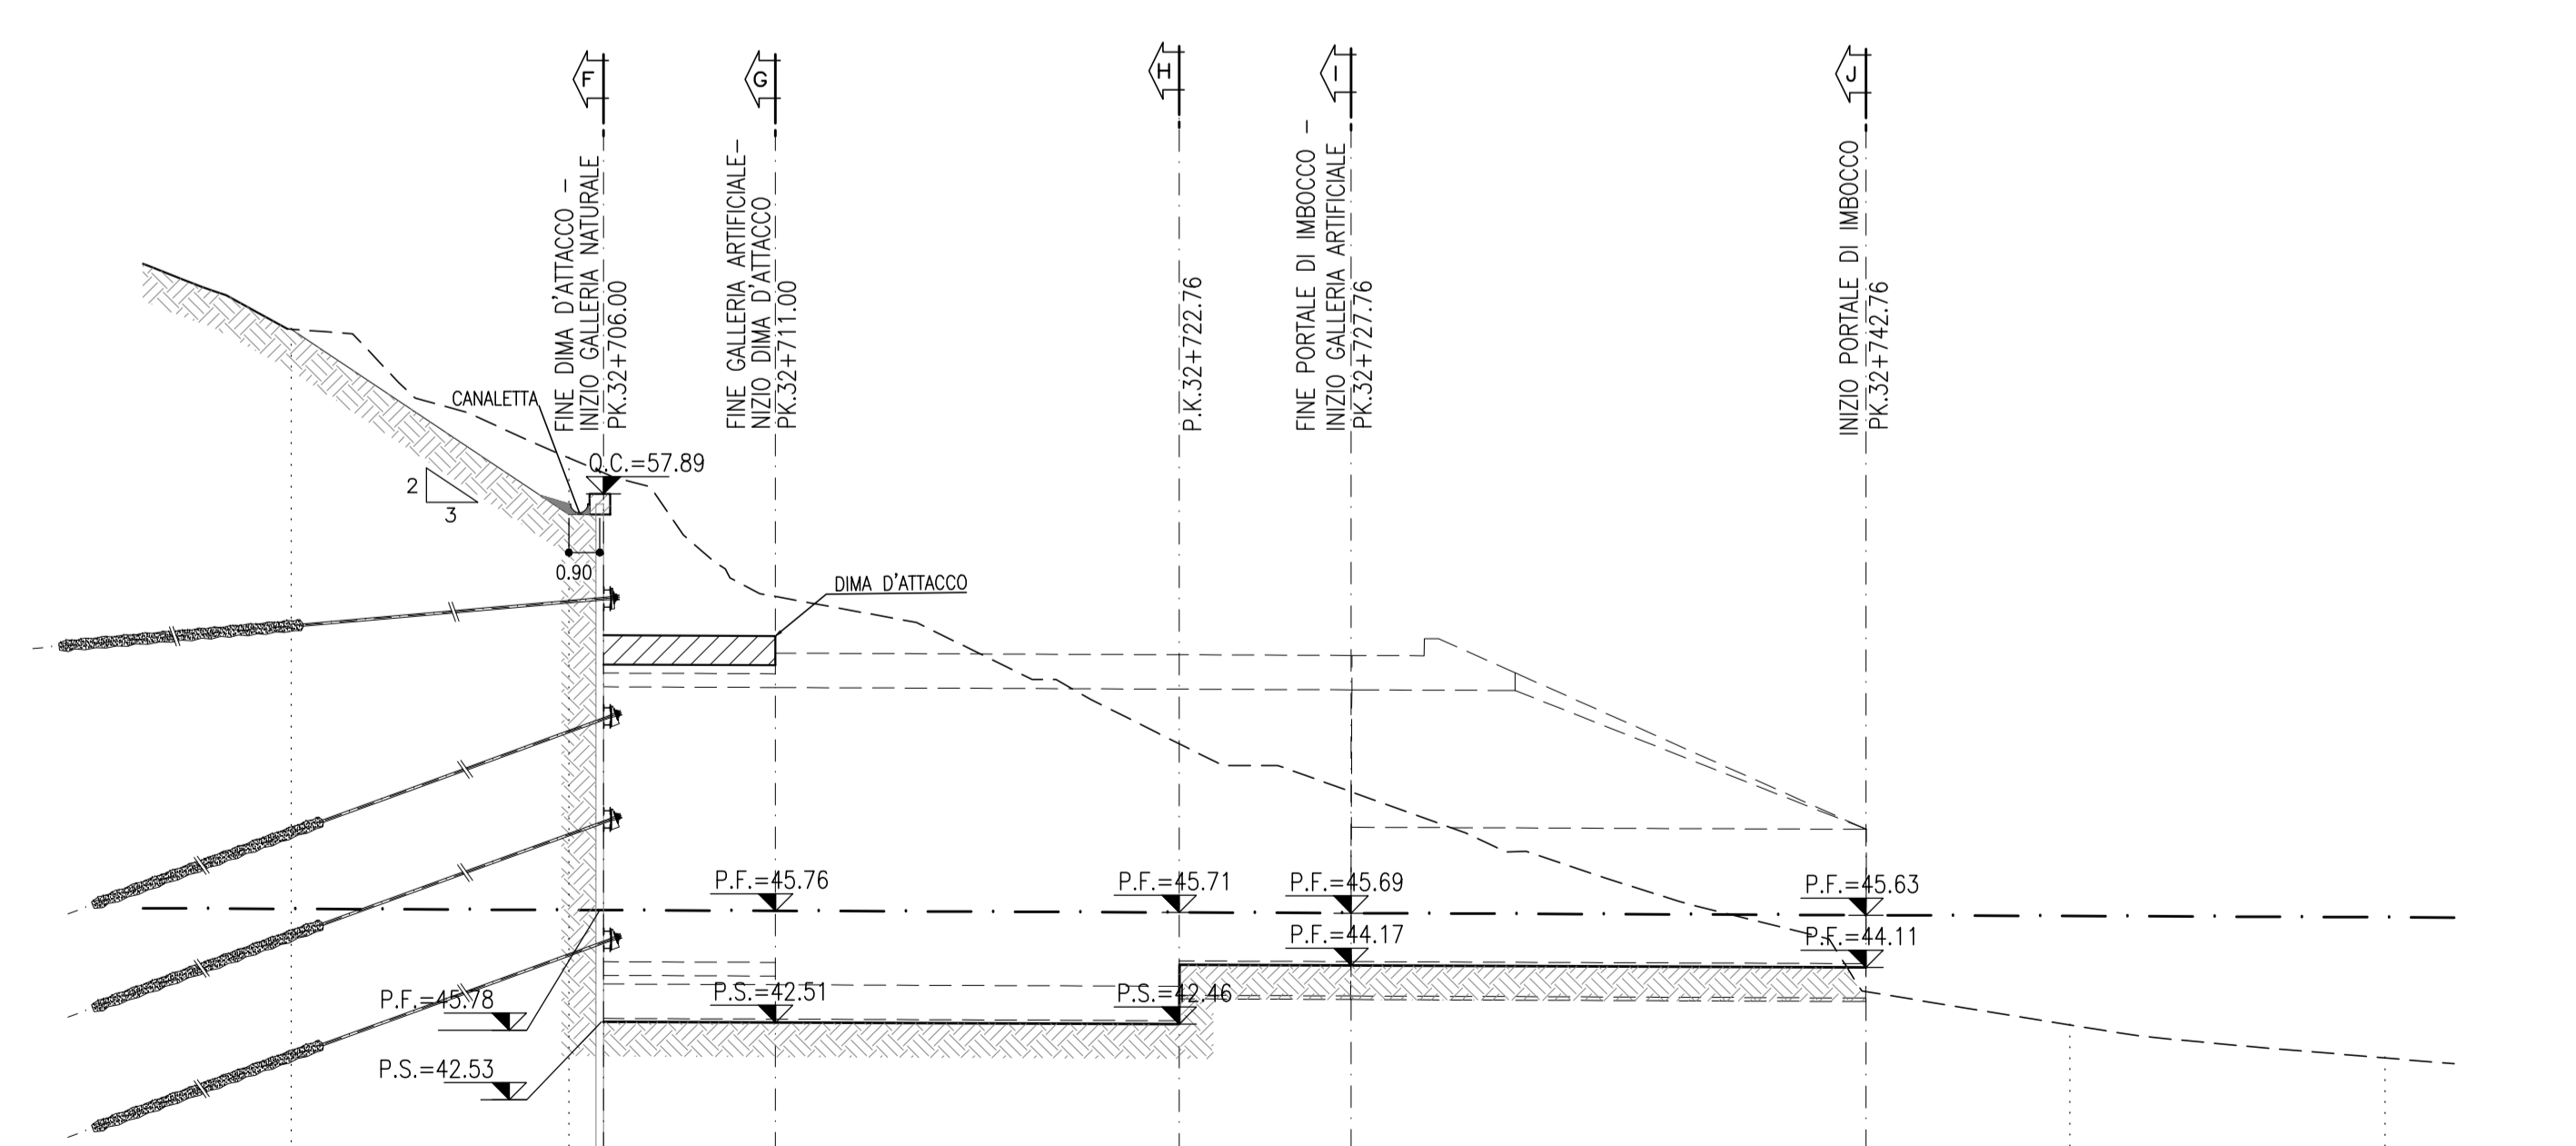 F
G
H
I
J
FINE DIMA D'ATTACCO -
INIZIO GALLERIA NATURALE
PK.32+706.00
FINE GALLERIA ARTIFICIALE-
NIZIO DIMA D'ATTACCO
PK.32+711.00
P.K.32+722.76
FINE PORTALE DI IMBOCCO -
INIZIO GALLERIA ARTIFICIALE
PK.32+727.76
INIZIO PORTALE DI IMBOCCO
PK.32+742.76
CANALETTA
Q.C.=57.89
2
3
0.90
DIMA D'ATTACCO
P.F.=45.76
P.F.=45.71
P.F.=45.69
P.F.=45.63
P.F.=44.17
P.F.=44.11
P.F.=45.78
P.S.=42.51
P.S.=42.46
P.S.=42.53